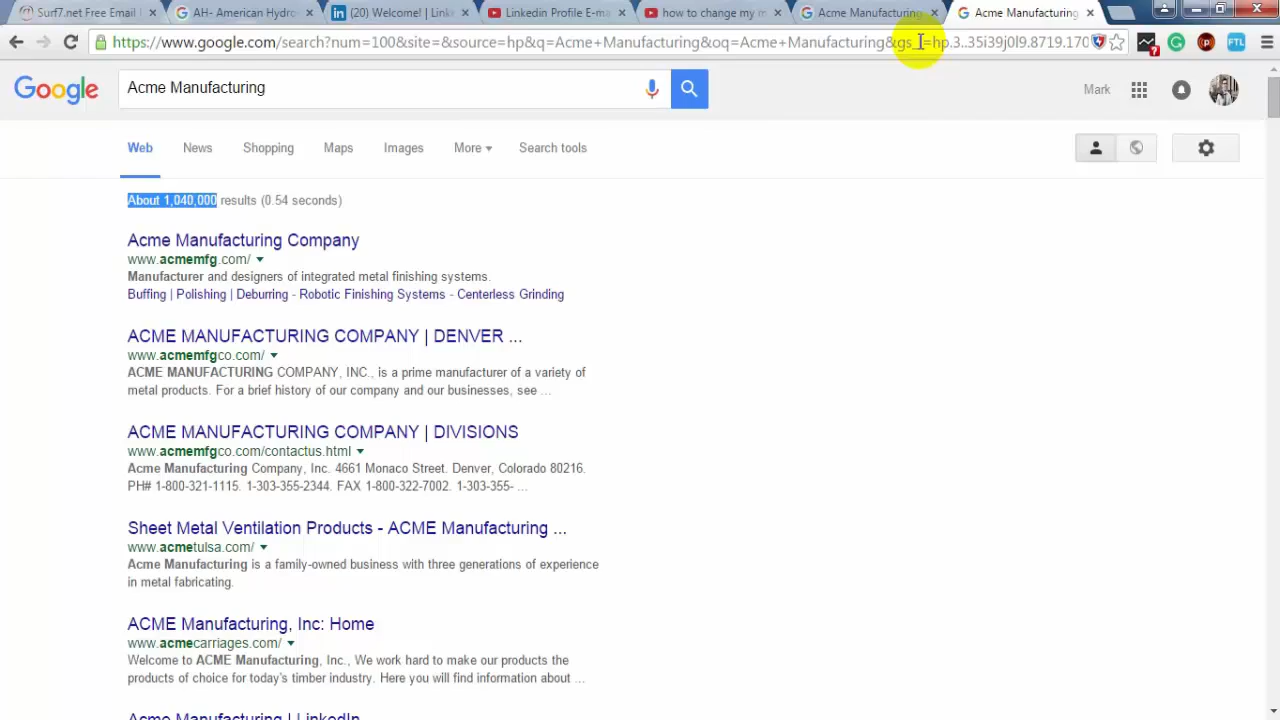 Surf7.net Free Email
AH- American Hydro
(20) Welcome! | Link
Linkedin Profile E-ma
how to change my m
Acme Manufacturing
Acme Manufacturing
https://www.google.com/search?num=100&site=&source=hp&q=Acme+Manufacturing&oq=Acme+Manufacturing&gs_l=hp.3..35i39j0l9.8719.170
?
FTL
Google
Acme Manufacturing
Mark
Web News Shopping Maps Images More Search tools
About 1,040,000 results (0.54 seconds)
Acme Manufacturing Company
www.acmemfg.com/
Manufacturer and designers of integrated metal finishing systems.
Buffing | Polishing | Deburring - Robotic Finishing Systems - Centerless Grinding
ACME MANUFACTURING COMPANY | DENVER ...
www.acmemfgco.com/
ACME MANUFACTURING COMPANY, INC., is a prime manufacturer of a variety of
metal products. For a brief history of our company and our businesses, see ...
ACME MANUFACTURING COMPANY | DIVISIONS
www.acmemfgco.com/contactus.html
Acme Manufacturing Company, Inc. 4661 Monaco Street. Denver, Colorado 80216.
PH# 1-800-321-1115. 1-303-355-2344. FAX 1-800-322-7002. 1-303-355- ...
Sheet Metal Ventilation Products - ACME Manufacturing ...
www.acmetulsa.com/
Acme Manufacturing is a family-owned business with three generations of experience
in metal fabricating.
ACME Manufacturing, Inc: Home
www.acmecarriages.com/
Welcome to ACME Manufacturing, Inc., We work hard to make our products the
products of choice for today's timber industry. Here you will find information about ...
Acme Manufacturing | LinkedIn